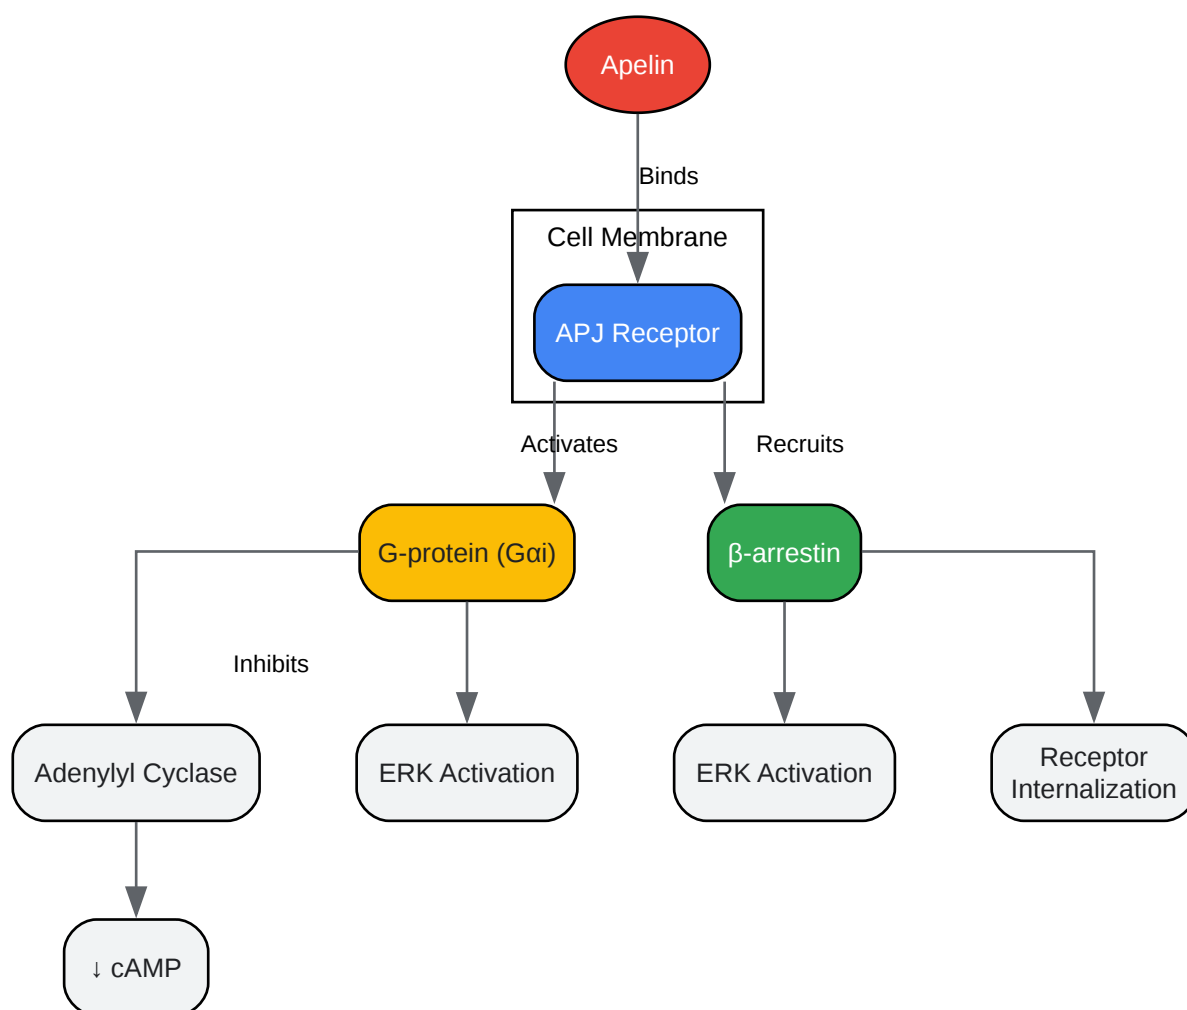 Apelin
Binds
Cell Membrane
APJ Receptor
Activates
Recruits
G-protein (Gαi)
β-arrestin
Inhibits
Adenylyl Cyclase
ERK Activation
ERK Activation
Receptor
Internalization
↓ cAMP